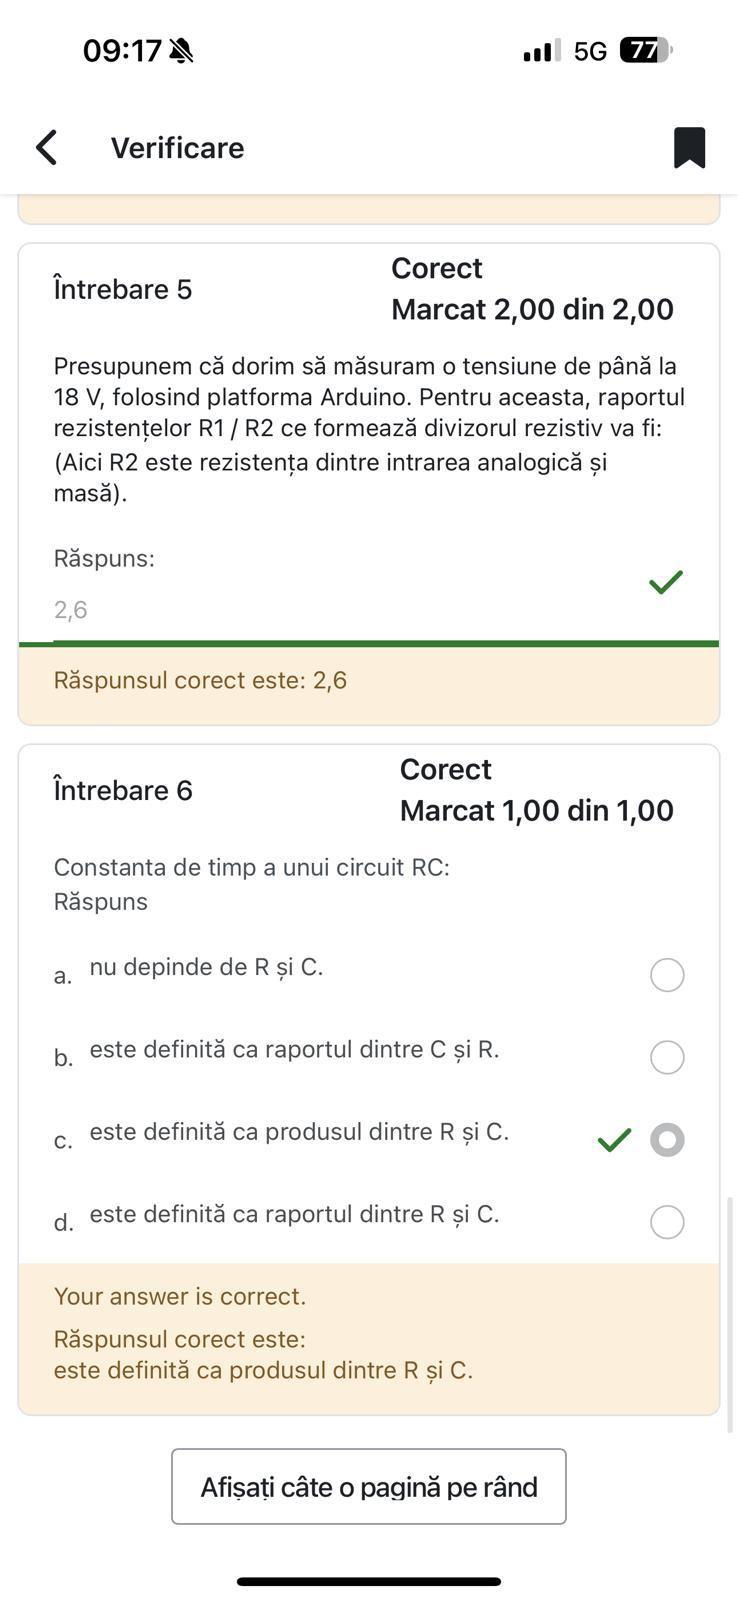 09:17
5G
77
Verificare
Întrebare 5
Corect
Marcat 2,00 din 2,00
Presupunem că dorim să măsuram o tensiune de până la
18 V, folosind platforma Arduino. Pentru aceasta, raportul
rezistențelor R1 / R2 ce formează divizorul rezistiv va fi:
(Aici R2 este rezistența dintre intrarea analogică și
masă).
Răspuns:
2,6
Răspunsul corect este: 2,6
Întrebare 6
Corect
Marcat 1,00 din 1,00
Constanta de timp a unui circuit RC:
Răspuns
a. nu depinde de R și C.
b. este definită ca raportul dintre C și R.
c. este definită ca produsul dintre R și C.
d. este definită ca raportul dintre R și C.
Your answer is correct.
Răspunsul corect este:
este definită ca produsul dintre R și C.
Afișați câte o pagină pe rând